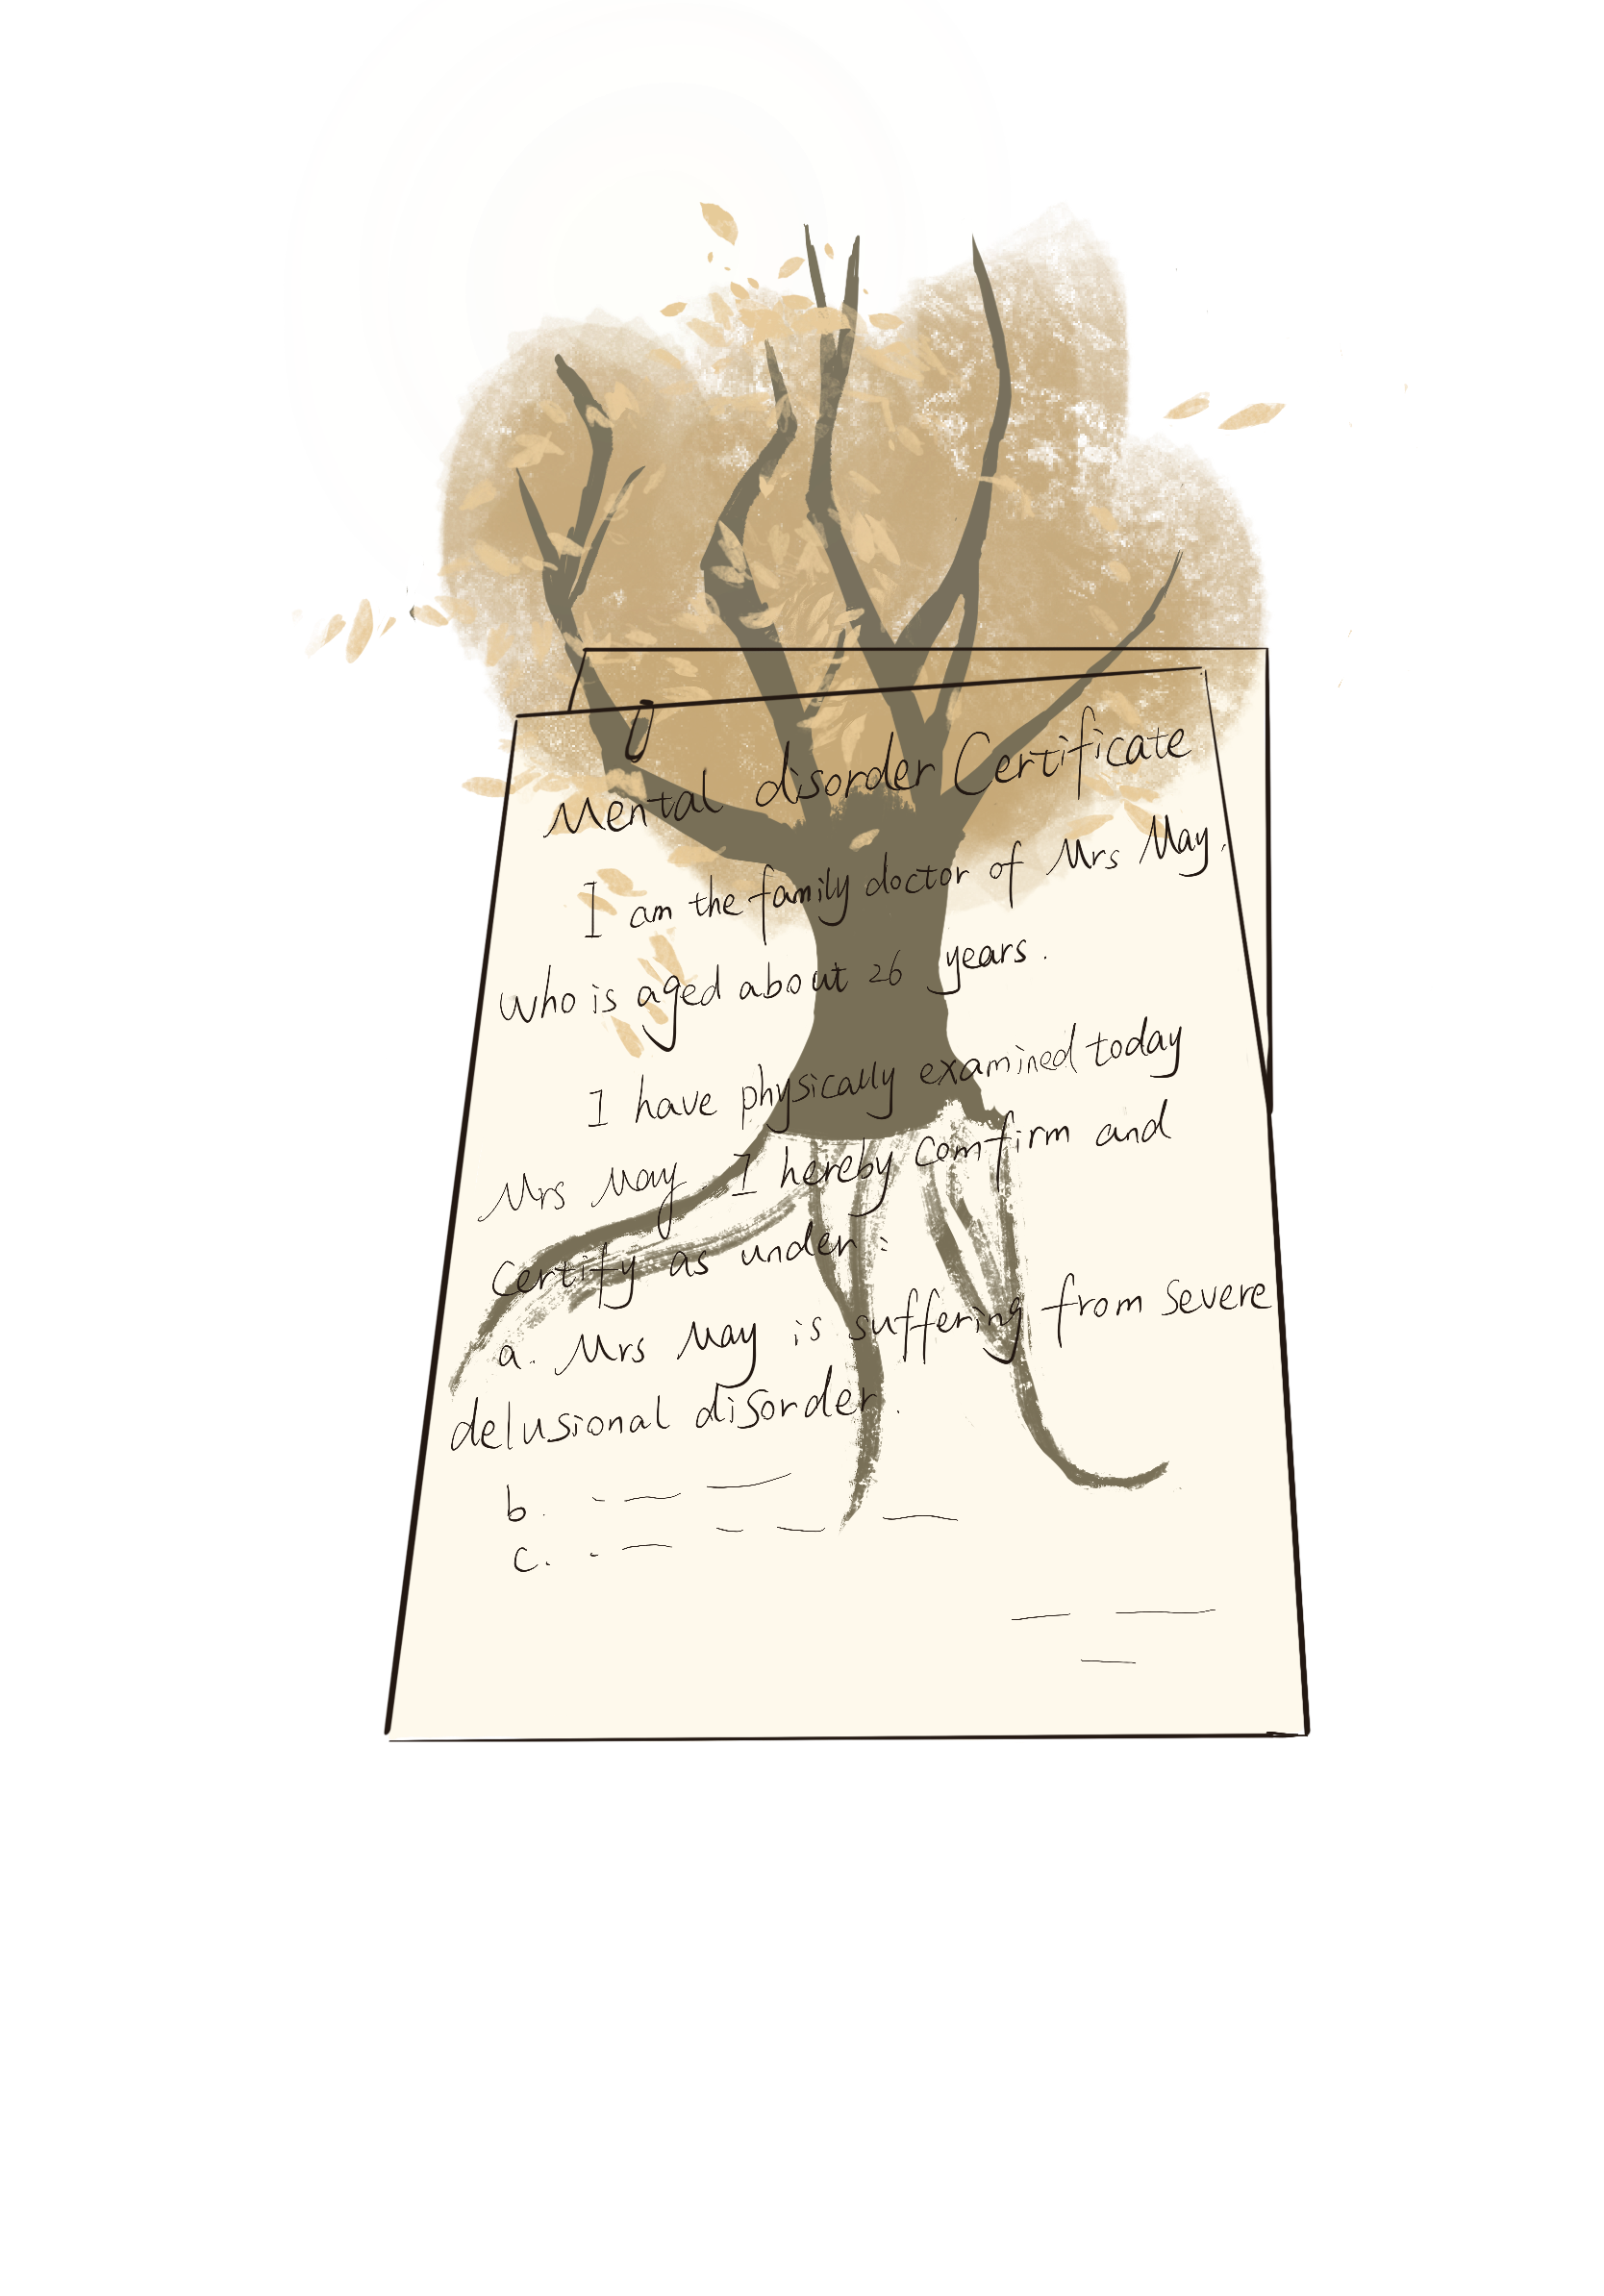 Mental disorder Certificate
I am the family doctor of Mrs May,
who is aged about 26 years.
I have physically examined today
Mrs May. I hereby comfirm and
Certify as under:
a. Mrs May is suffering from severe
delusional disorder.
b.
c.